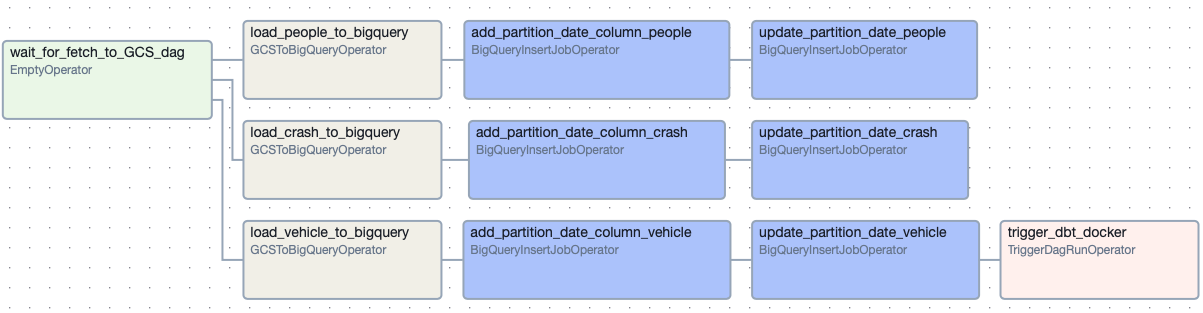 wait_for_fetch_to_GCS_dag
EmptyOperator
load_people_to_bigquery
GCSToBigQueryOperator
add_partition_date_column_people
BigQueryInsertJobOperator
update_partition_date_people
BigQueryInsertJobOperator
load_crash_to_bigquery
GCSToBigQueryOperator
add_partition_date_column_crash
BigQueryInsertJobOperator
update_partition_date_crash
BigQueryInsertJobOperator
load_vehicle_to_bigquery
GCSToBigQueryOperator
add_partition_date_column_vehicle
BigQueryInsertJobOperator
update_partition_date_vehicle
BigQueryInsertJobOperator
trigger_dbt_docker
TriggerDagRunOperator